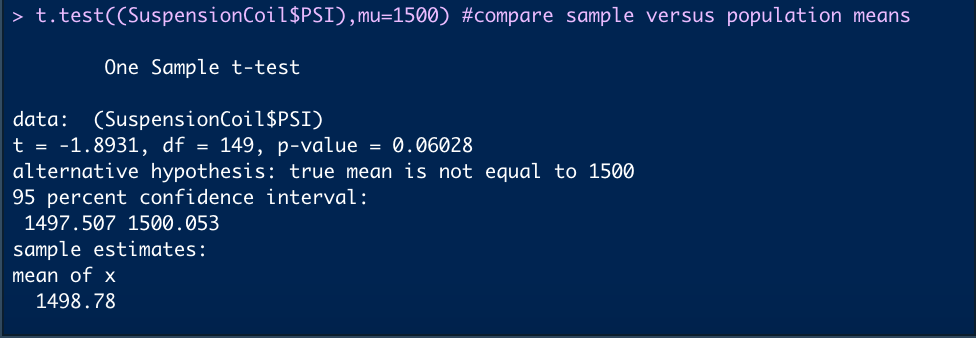 > t.test((SuspensionCoil$PSI),mu=1500) #compare sample versus population means
One Sample t-test
data:  (SuspensionCoil$PSI)
t = -1.8931, df = 149, p-value = 0.06028
alternative hypothesis: true mean is not equal to 1500
95 percent confidence interval:
1497.507 1500.053
sample estimates:
mean of x
1498.78